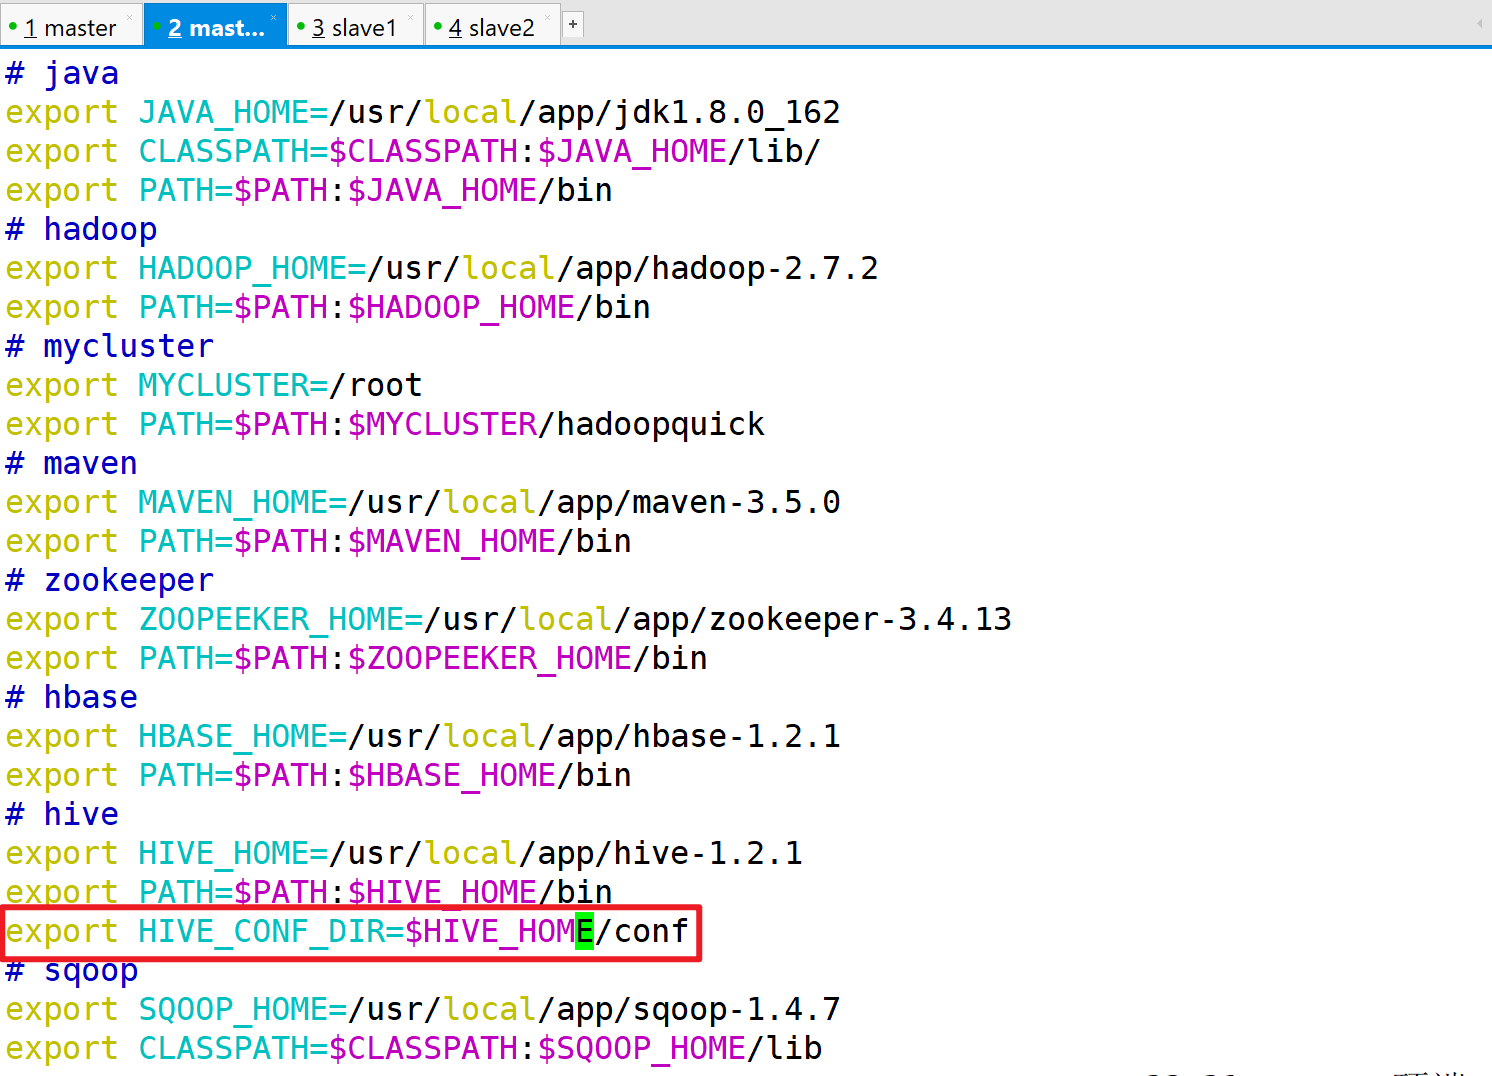 1 master 2 mast... 3 slave1 4 slave2 +
# java
export JAVA_HOME=/usr/local/app/jdk1.8.0_162
export CLASSPATH=$CLASSPATH:$JAVA_HOME/lib/
export PATH=$PATH:$JAVA_HOME/bin
# hadoop
export HADOOP_HOME=/usr/local/app/hadoop-2.7.2
export PATH=$PATH:$HADOOP_HOME/bin
# mycluster
export MYCLUSTER=/root
export PATH=$PATH:$MYCLUSTER/hadoopquick
# maven
export MAVEN_HOME=/usr/local/app/maven-3.5.0
export PATH=$PATH:$MAVEN_HOME/bin
# zookeeper
export ZOOPEEKER_HOME=/usr/local/app/zookeeper-3.4.13
export PATH=$PATH:$ZOOPEEKER_HOME/bin
# hbase
export HBASE_HOME=/usr/local/app/hbase-1.2.1
export PATH=$PATH:$HBASE_HOME/bin
# hive
export HIVE_HOME=/usr/local/app/hive-1.2.1
export PATH=$PATH:$HIVE_HOME/bin
export HIVE_CONF_DIR=$HIVE_HOME/conf
# sqoop
export SQOOP_HOME=/usr/local/app/sqoop-1.4.7
export CLASSPATH=$CLASSPATH:$SQOOP_HOME/lib